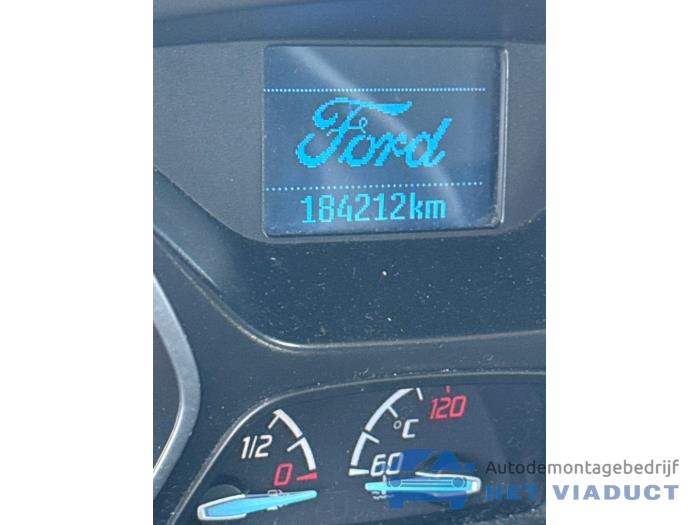 Ford
184212km
120
°C
1/2
60
0
Autodemontagebedrijf
HET VIADUCT